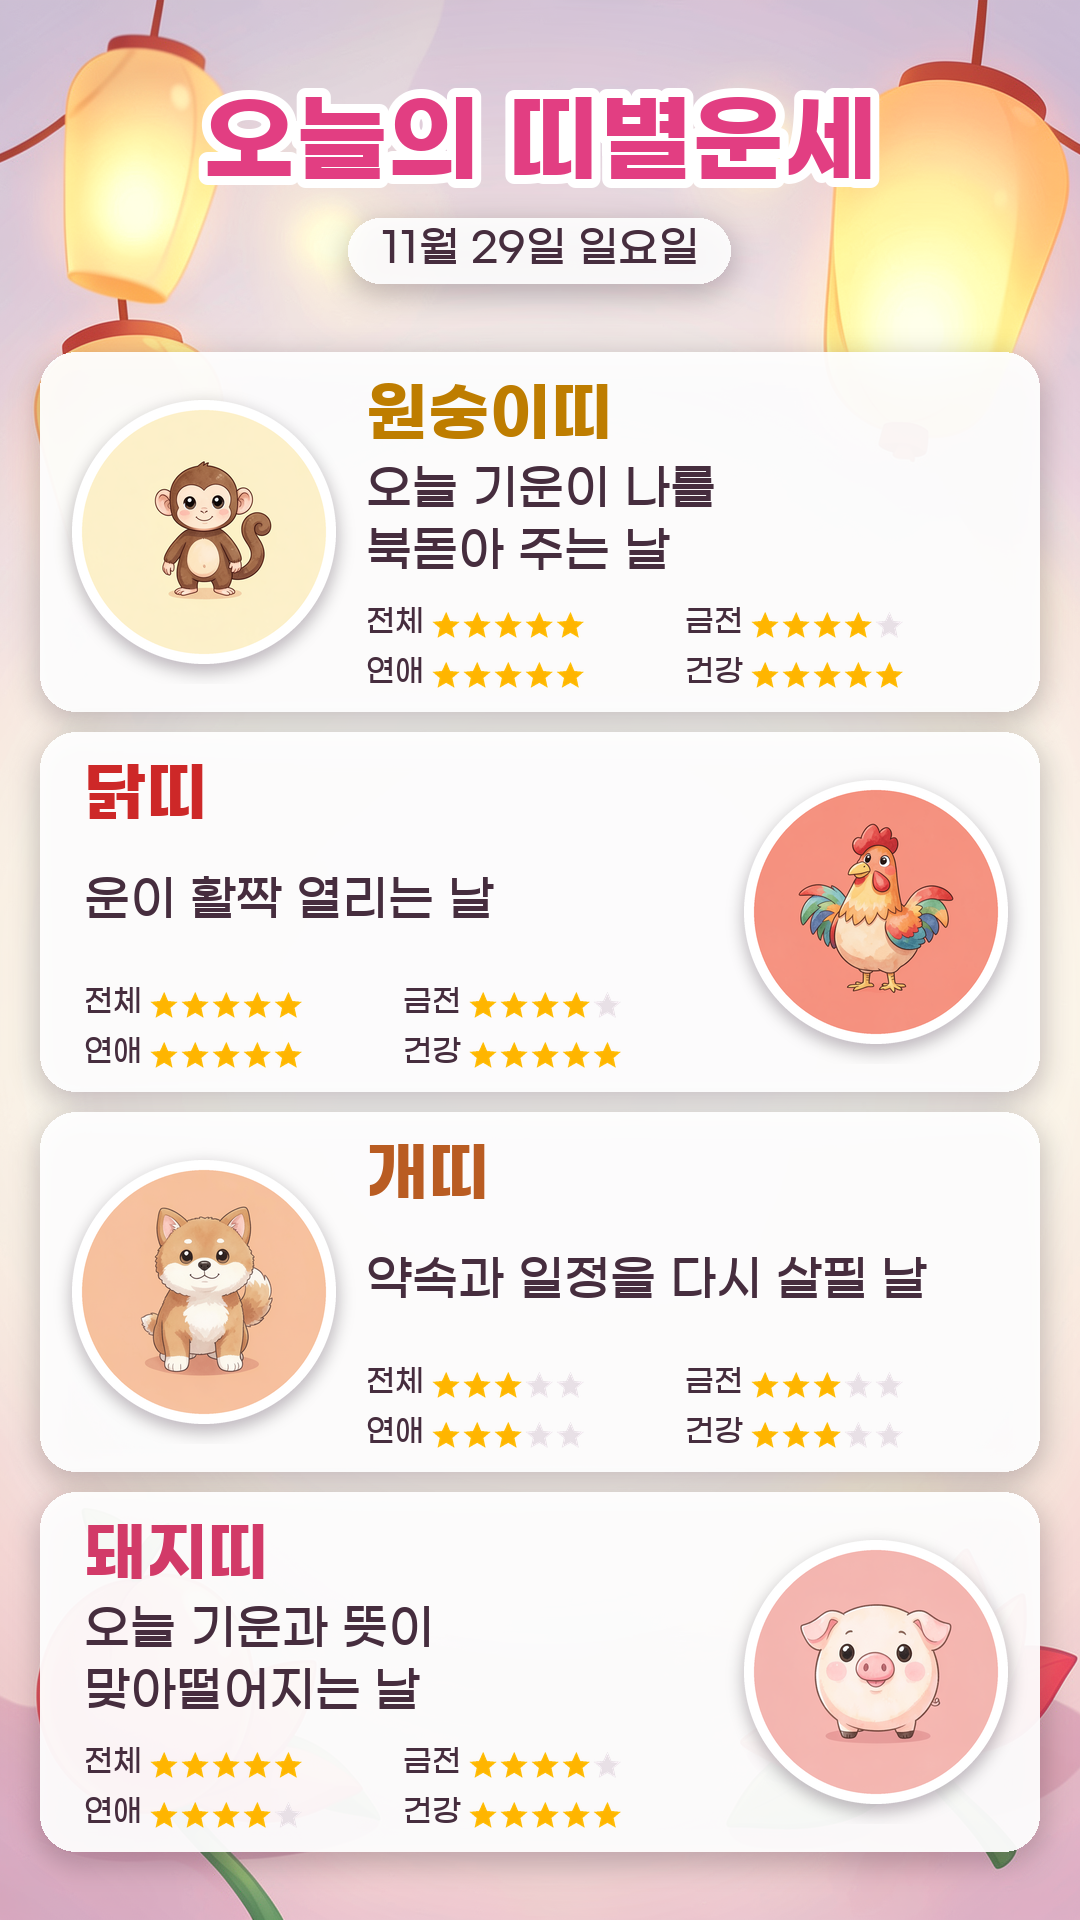 오늘의 띠별운세
11월 29일 일요일
원숭이띠
오늘 기운이 나를
북돋아 주는 날
전체 ★★★★★ 금전 ★★★★★
연애 ★★★★★ 건강 ★★★★★
닭띠
운이 활짝 열리는 날
전체 ★★★★★ 금전 ★★★★★
연애 ★★★★★ 건강 ★★★★★
개띠
약속과 일정을 다시 살필 날
전체 ★★★★★ 금전 ★★★★★
연애 ★★★★★ 건강 ★★★★★
돼지띠
오늘 기운과 뜻이
맞아떨어지는 날
전체 ★★★★★ 금전 ★★★★★
연애 ★★★★★ 건강 ★★★★★